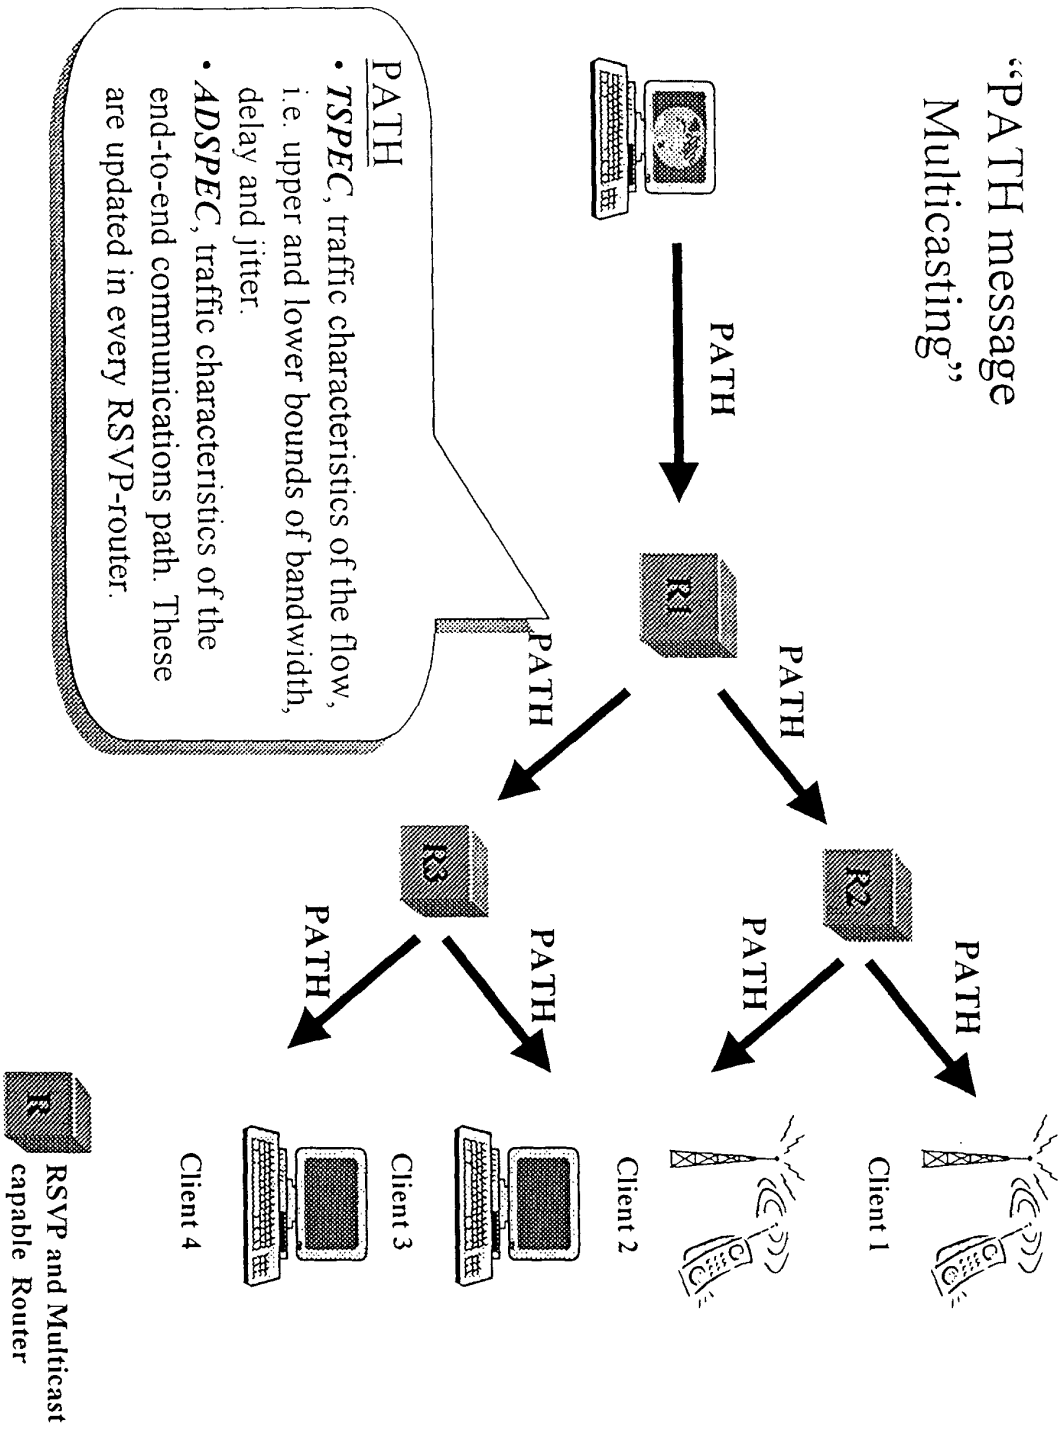 “PATH message
Multicasting”
PATH
R1
PATH
PATH
R2
R3
PATH
PATH
PATH
PATH
Client 1
Client 2
Client 3
Client 4
PATH
• TSPEC, traffic characteristics of the flow,
i.e. upper and lower bounds of bandwidth,
delay and jitter.
• ADSPEC, traffic characteristics of the
end-to-end communications path. These
are updated in every RSVP-router.
R
RSVP and Multicast
capable Router